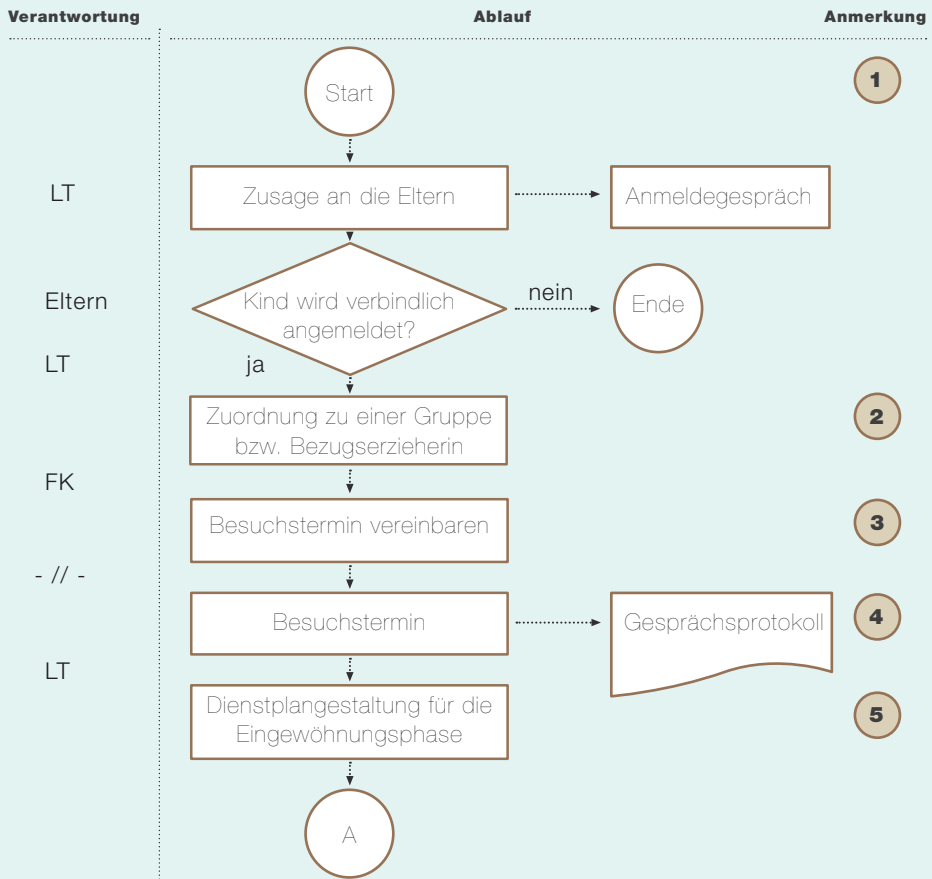 Verantwortung Ablauf Anmerkung
Start 1
LT Zusage an die Eltern Anmeldegespräch
Eltern Kind wird verbindlich nein Ende
angemeldet?
LT ja
Zuordnung zu einer Gruppe 2
bzw. Bezugserzieherin
FK
Besuchstermin vereinbaren 3
- // -
Besuchstermin Gesprächsprotokoll 4
LT
Dienstplangestaltung für die 5
Eingewöhnungsphase
A